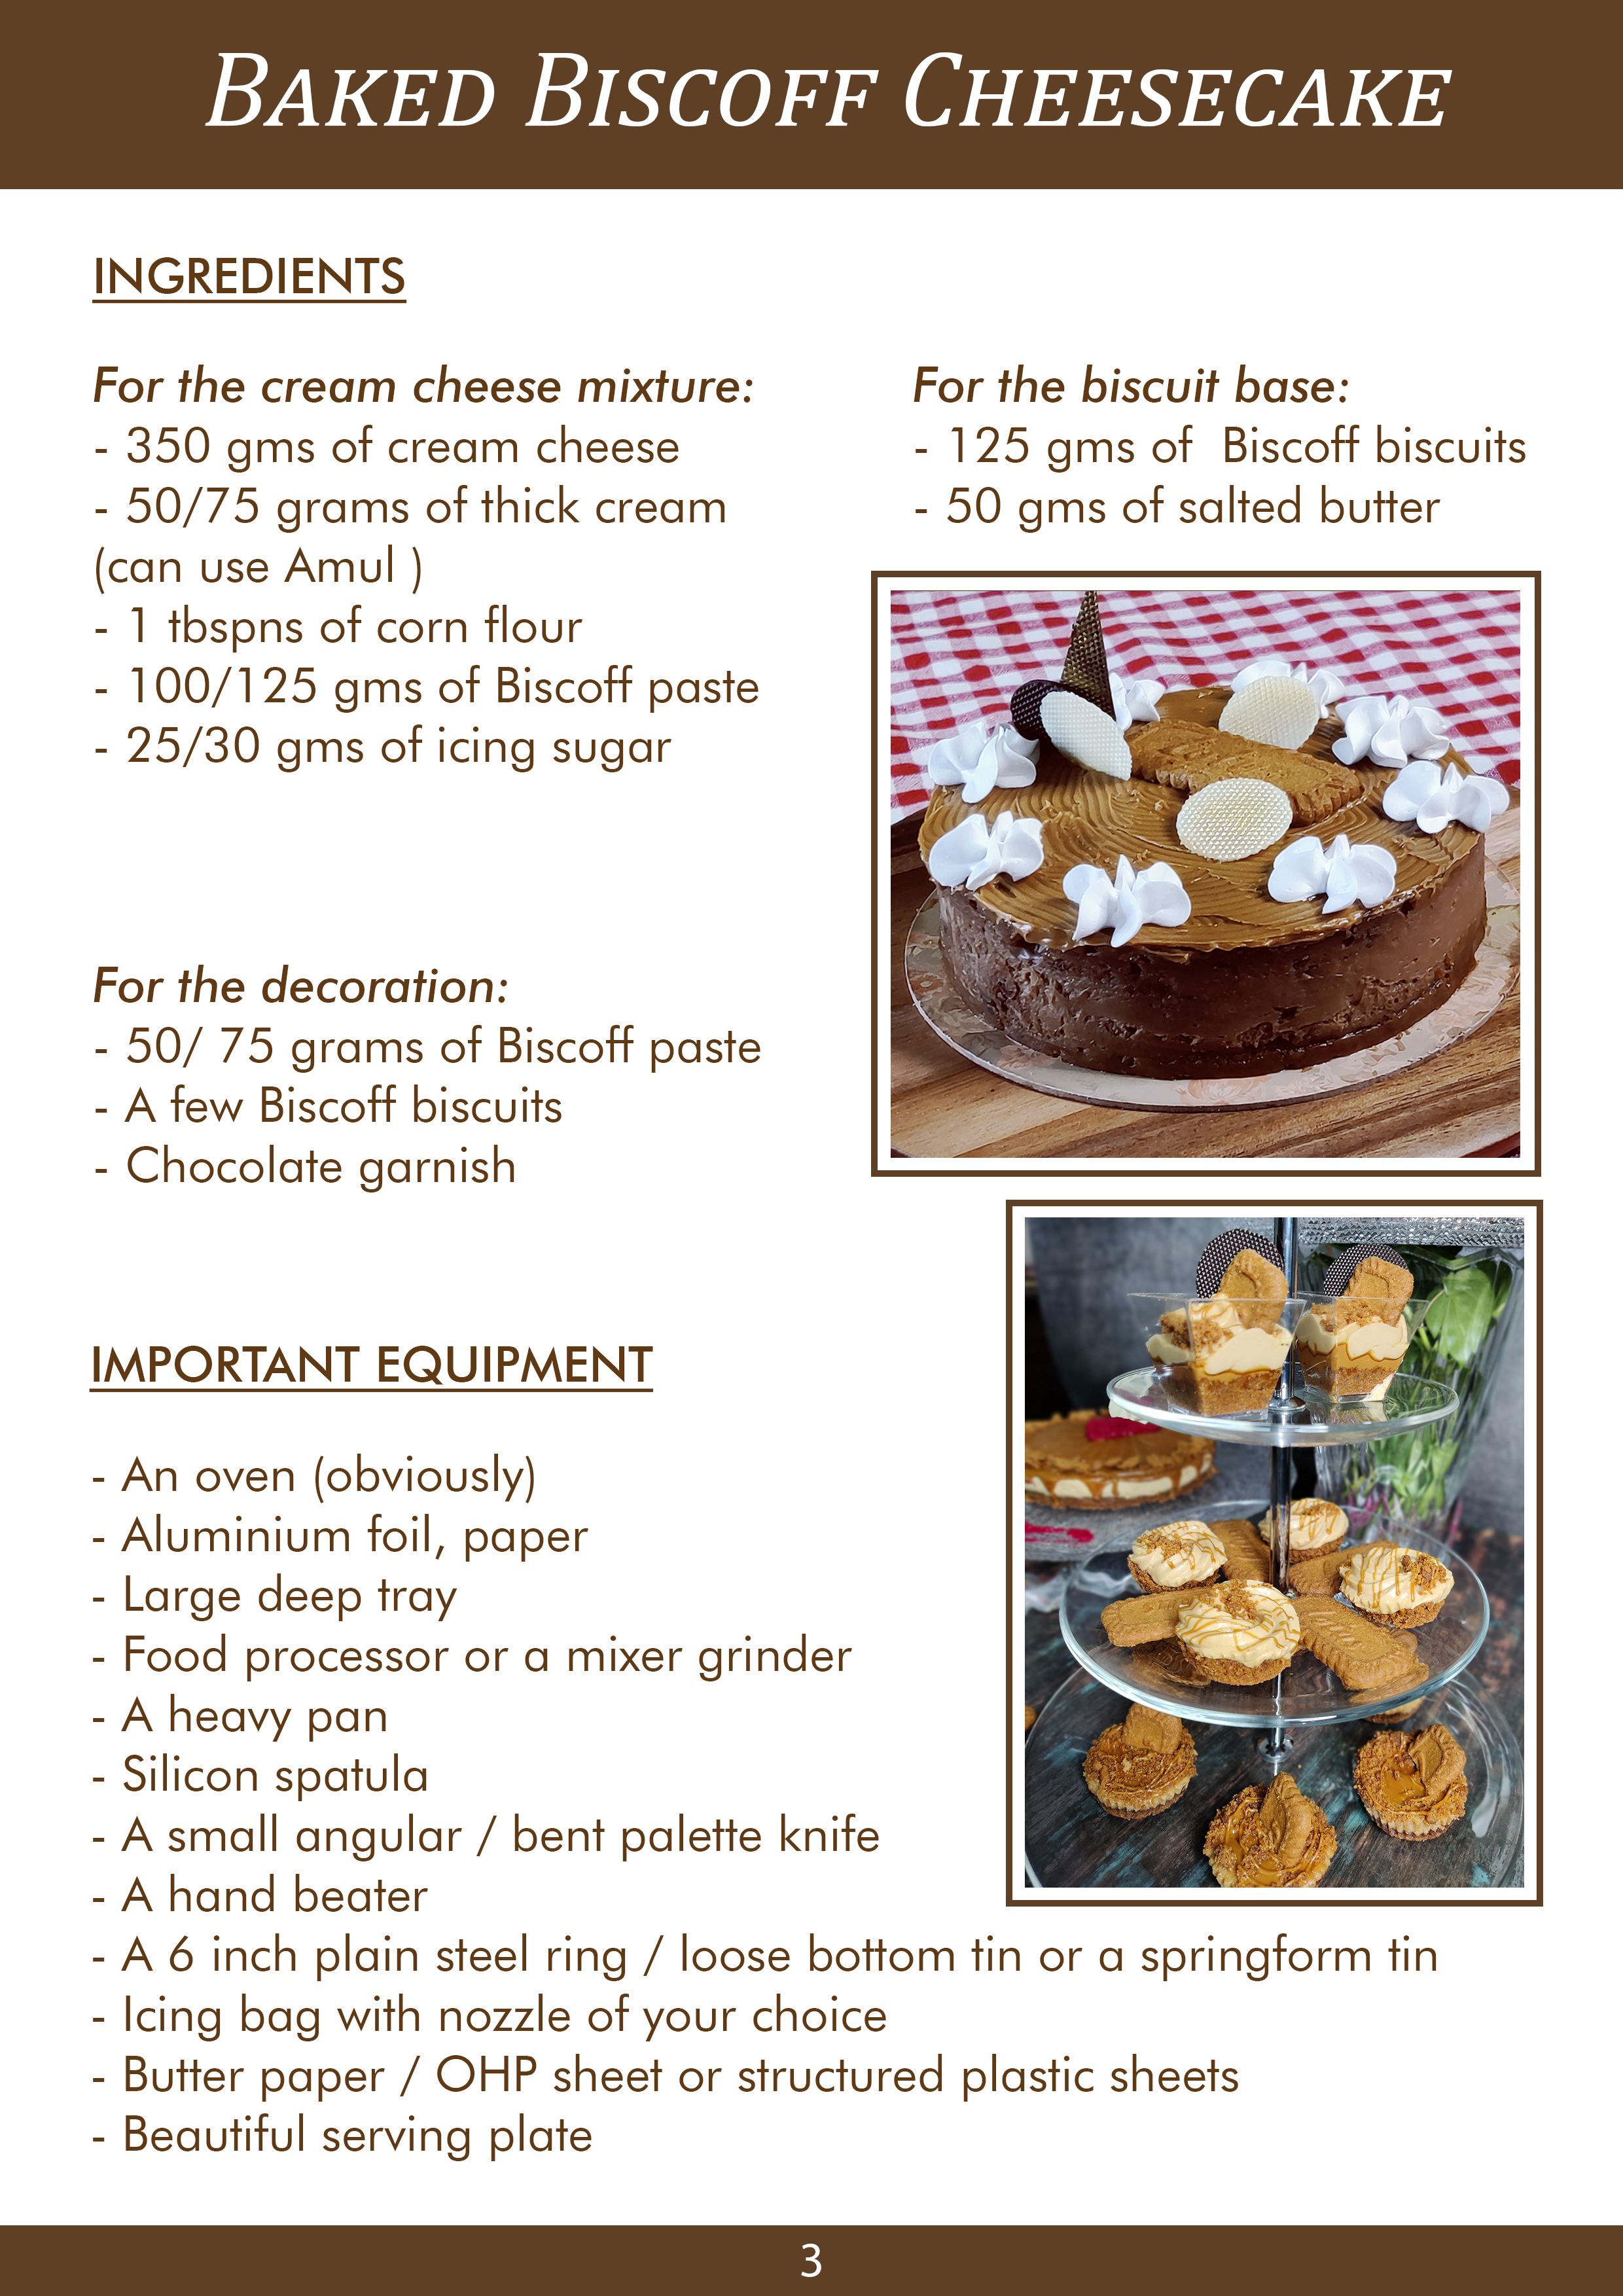 BAKED BISCOFF CHEESECAKE
INGREDIENTS
For the cream cheese mixture:
- 350 gms of cream cheese
- 50/75 grams of thick cream
(can use Amul )
- 1 tbspns of corn flour
- 100/125 gms of Biscoff paste
- 25/30 gms of icing sugar
For the biscuit base:
- 125 gms of  Biscoff biscuits
- 50 gms of salted butter
For the decoration:
- 50/ 75 grams of Biscoff paste
- A few Biscoff biscuits
- Chocolate garnish
IMPORTANT EQUIPMENT
- An oven (obviously)
- Aluminium foil, paper
- Large deep tray
- Food processor or a mixer grinder
- A heavy pan
- Silicon spatula
- A small angular / bent palette knife
- A hand beater
- A 6 inch plain steel ring / loose bottom tin or a springform tin
- Icing bag with nozzle of your choice
- Butter paper / OHP sheet or structured plastic sheets
- Beautiful serving plate
3